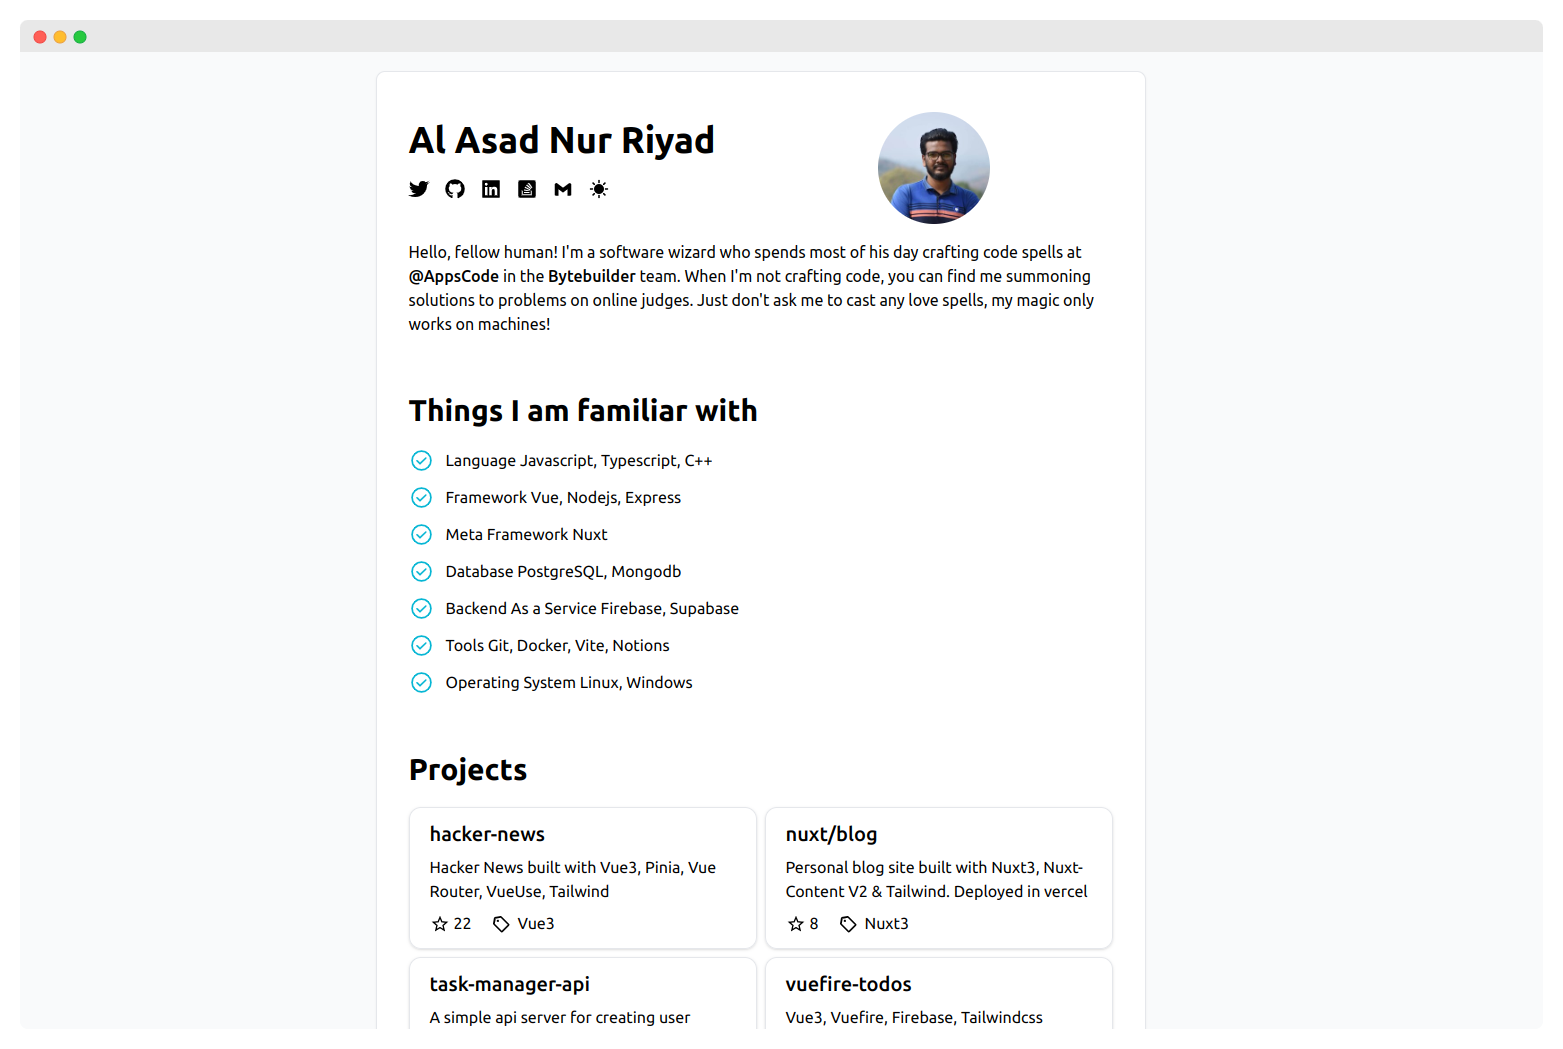 Al Asad Nur Riyad
Hello, fellow human! I'm a software wizard who spends most of his day crafting code spells at
@AppsCode in the Bytebuilder team. When I'm not crafting code, you can find me summoning
solutions to problems on online judges. Just don't ask me to cast any love spells, my magic only
works on machines!
Things I am familiar with
Language Javascript, Typescript, C++
Framework Vue, Nodejs, Express
Meta Framework Nuxt
Database PostgreSQL, Mongodb
Backend As a Service Firebase, Supabase
Tools Git, Docker, Vite, Notions
Operating System Linux, Windows
Projects
hacker-news
Hacker News built with Vue3, Pinia, Vue
Router, VueUse, Tailwind
22 Vue3
nuxt/blog
Personal blog site built with Nuxt3, Nuxt-
Content V2 & Tailwind. Deployed in vercel
8 Nuxt3
task-manager-api
A simple api server for creating user
vuefire-todos
Vue3, Vuefire, Firebase, Tailwindcss